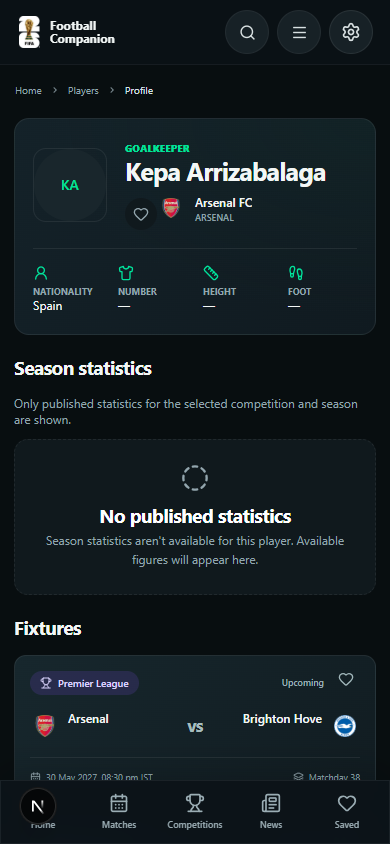 FIFA
Football
Companion
Home > Players > Profile
KA
GOALKEEPER
Kepa Arrizabalaga
Arsenal FC
ARSENAL
NATIONALITY NUMBER HEIGHT FOOT
Spain — — —
Season statistics
Only published statistics for the selected competition and season
are shown.
No published statistics
Season statistics aren't available for this player. Available
figures will appear here.
Fixtures
Premier League Upcoming
Arsenal VS Brighton Hove
30 May 2027, 08:30 pm IST Matchday 38
N
Home Matches Competitions News Saved